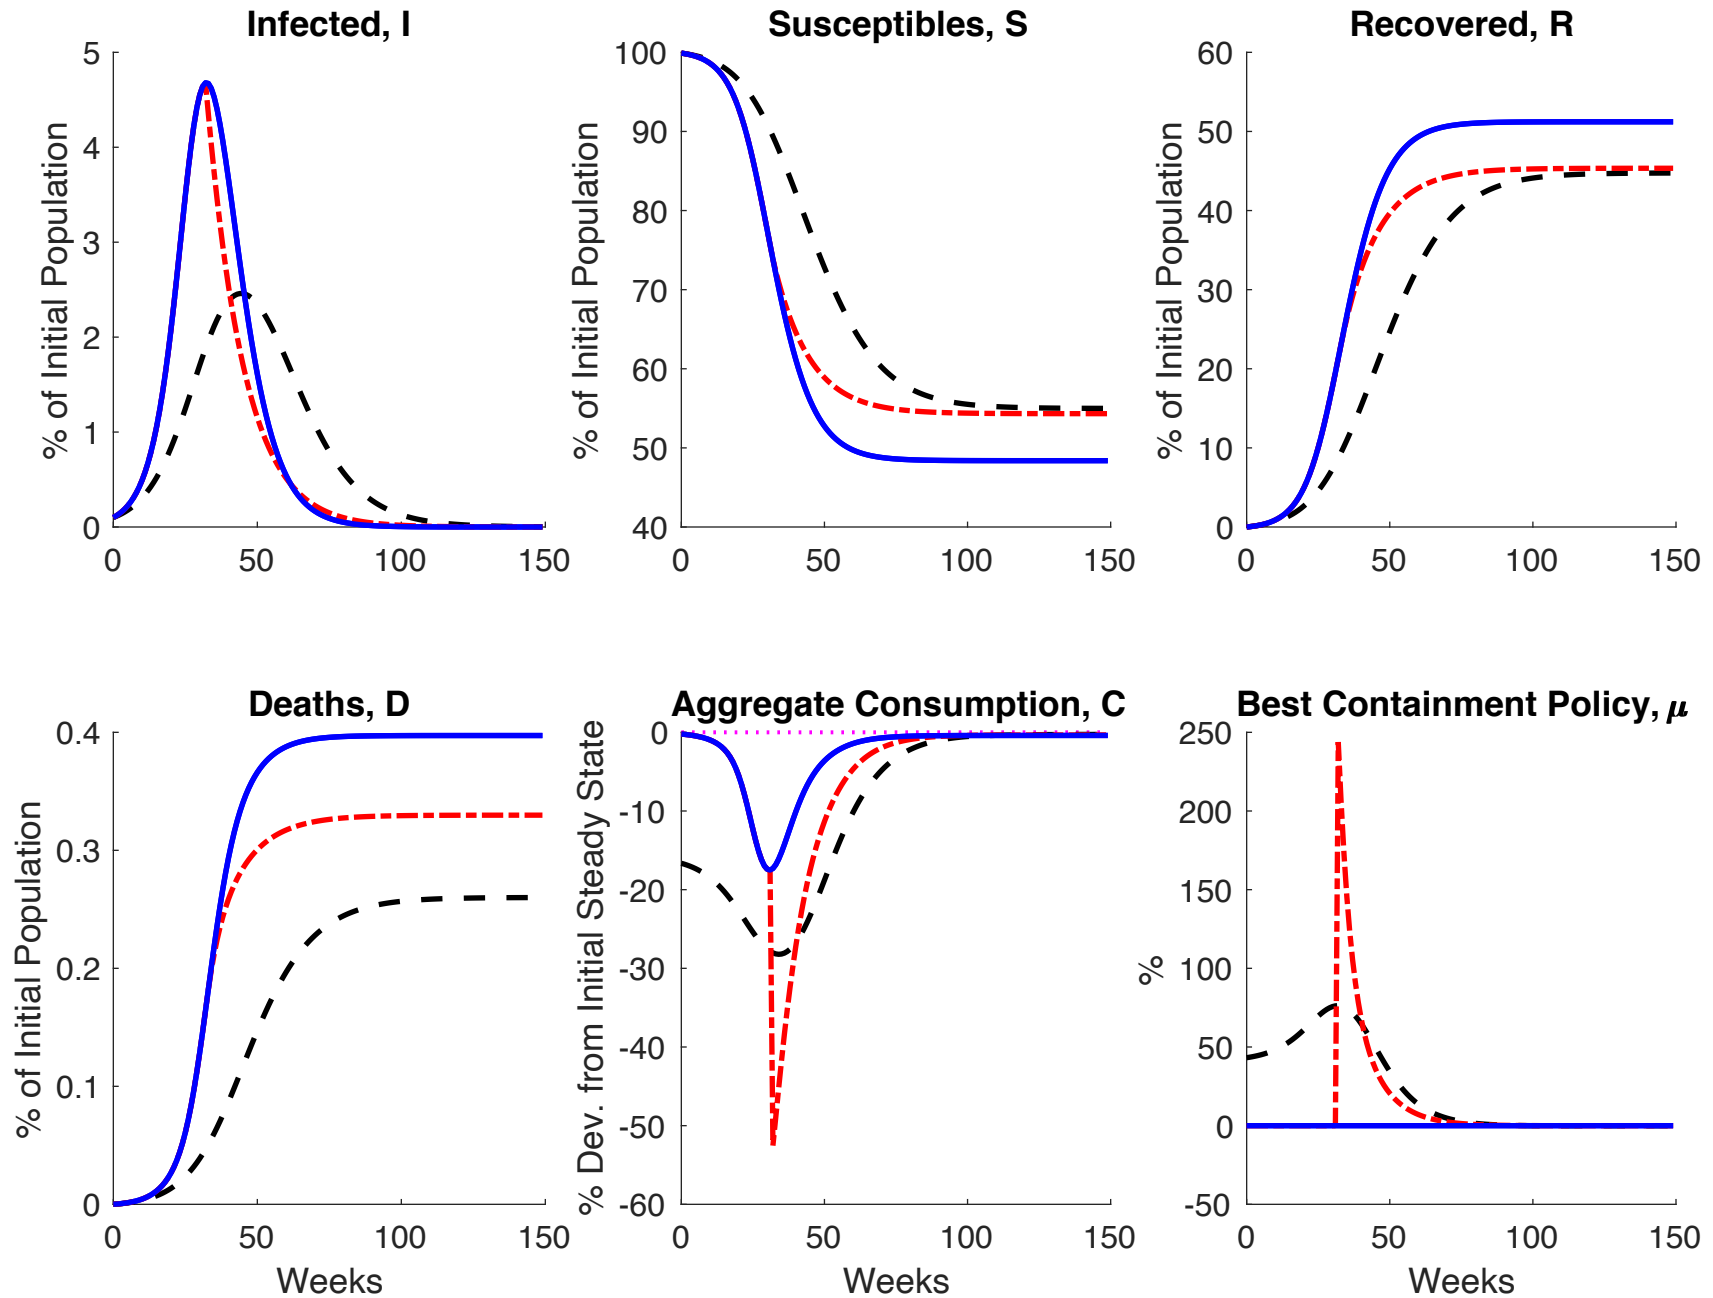 Infected, I
% of Initial Population
5
4
3
2
1
0
0 50 100 150
Susceptibles, S
% of Initial Population
100
90
80
70
60
50
40
0 50 100 150
Recovered, R
% of Initial Population
60
50
40
30
20
10
0
0 50 100 150
Deaths, D
% of Initial Population
0.4
0.3
0.2
0.1
0
0 50 100 150
Weeks
Aggregate Consumption, C
% Dev. from Initial Steady State
0
-10
-20
-30
-40
-50
-60
0 50 100 150
Weeks
Best Containment Policy, μ
%
250
200
150
100
50
0
-50
0 50 100 150
Weeks